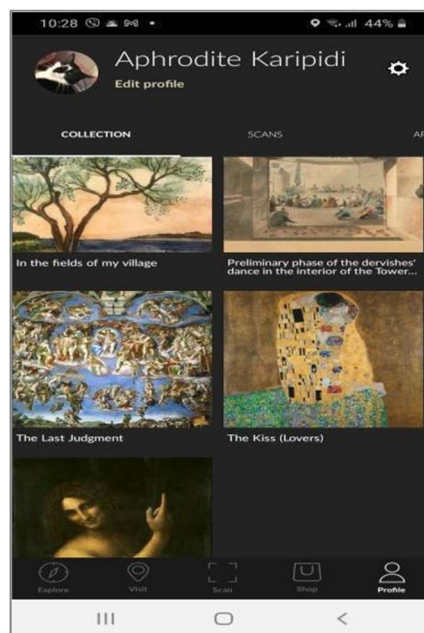 10:28
44%
Aphrodite Karipidi
Edit profile
COLLECTION SCANS AR
In the fields of my village
Preliminary phase of the dervishes'
dance in the interior of the Tower...
The Last Judgment
The Kiss (Lovers)
Explore Visit Scan Shop Profile